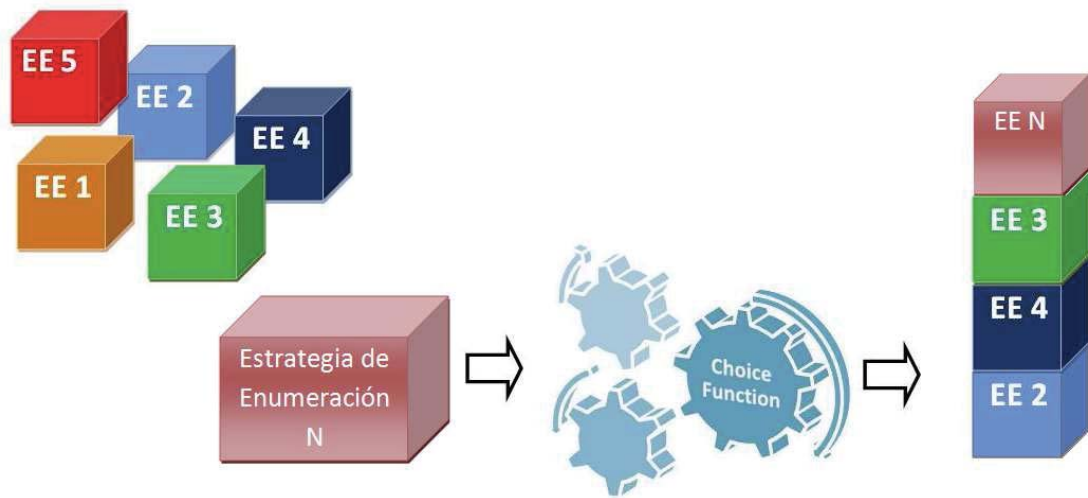 EE 5
EE 2
EE 4
EE 1
EE 3
Estrategia de
Enumeración
N
Choice
Function
EE N
EE 3
EE 4
EE 2